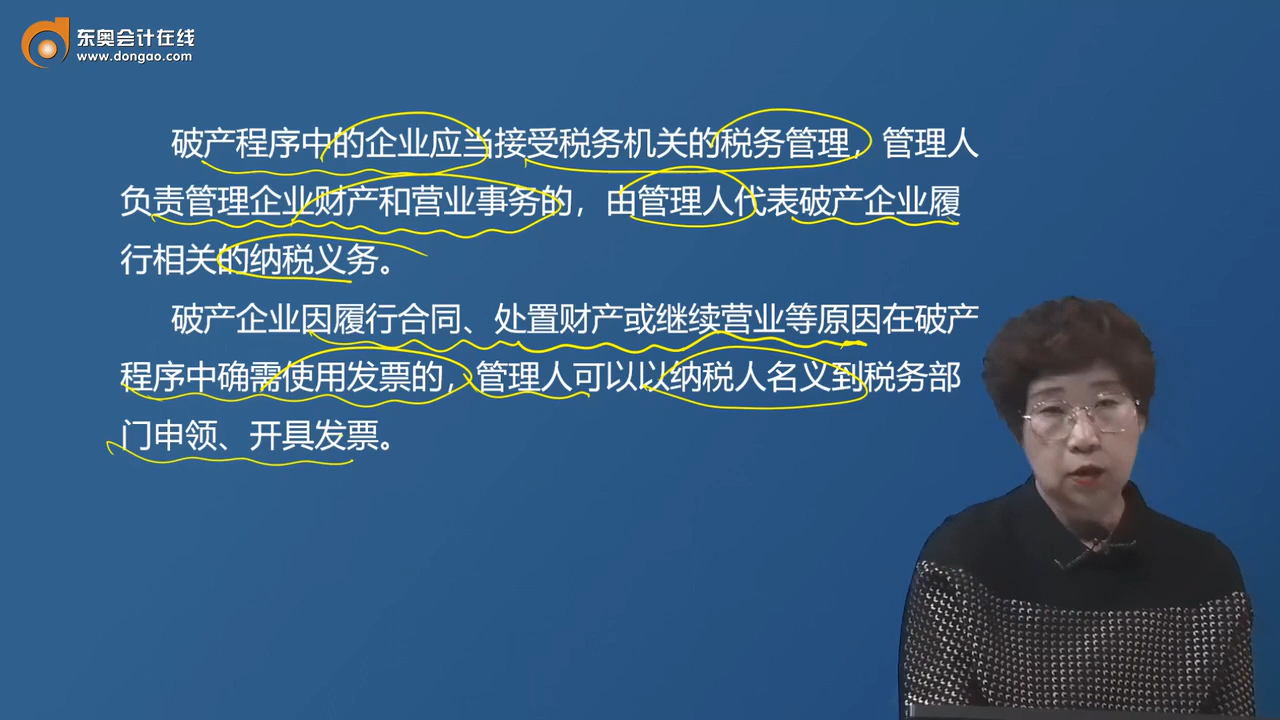 东奥会计在线
www.dongao.com
破产程序中的企业应当接受税务机关的税务管理，管理人
负责管理企业财产和营业事务的，由管理人代表破产企业履
行相关的纳税义务。
破产企业因履行合同、处置财产或继续营业等原因在破产
程序中确需使用发票的，管理人可以以纳税人名义到税务部
门申领、开具发票。